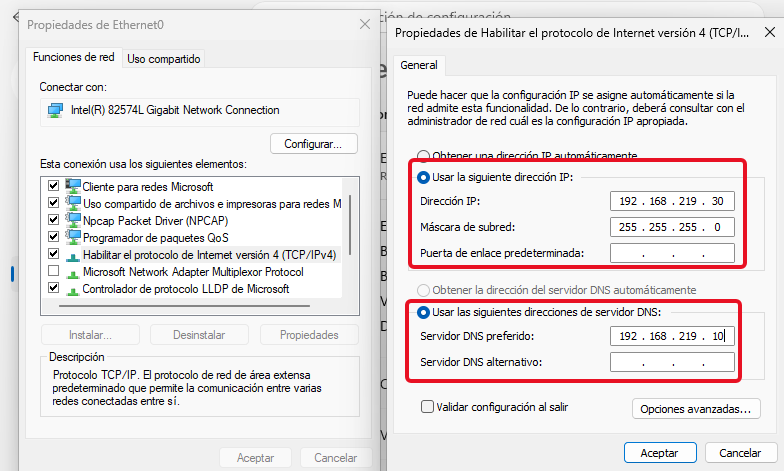 ción de configuración
Propiedades de Ethernet0
Funciones de red
Uso compartido
Conectar con:
Intel(R) 82574L Gigabit Network Connection
Configurar...
Esta conexión usa los siguientes elementos:
Cliente para redes Microsoft
Uso compartido de archivos e impresoras para redes M
Npcap Packet Driver (NPCAP)
Programador de paquetes QoS
Habilitar el protocolo de Internet versión 4 (TCP/IPv4)
Microsoft Network Adapter Multiplexor Protocol
Controlador de protocolo LLDP de Microsoft
Instalar...
Desinstalar
Propiedades
Descripción
Protocolo TCP/IP. El protocolo de red de área extensa
predeterminado que permite la comunicación entre varias
redes conectadas entre sí.
Aceptar
Cancelar
Propiedades de Habilitar el protocolo de Internet versión 4 (TCP/I...
General
Puede hacer que la configuración IP se asigne automáticamente si la
red admite esta funcionalidad. De lo contrario, deberá consultar con el
administrador de red cuál es la configuración IP apropiada.
Obtener una dirección IP automáticamente
Usar la siguiente dirección IP:
Dirección IP: 192 . 168 . 219 . 30
Máscara de subred: 255 . 255 . 255 . 0
Puerta de enlace predeterminada: . . .
Obtener la dirección del servidor DNS automáticamente
Usar las siguientes direcciones de servidor DNS:
Servidor DNS preferido: 192 . 168 . 219 . 10
Servidor DNS alternativo: . . .
Validar configuración al salir
Opciones avanzadas...
Aceptar
Cancelar